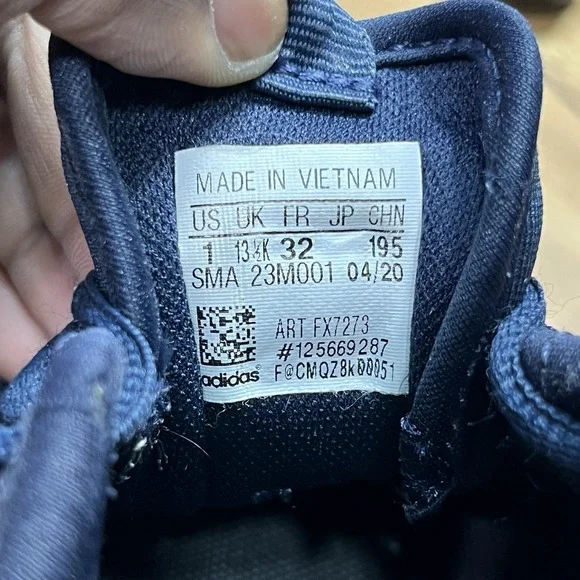 MADE IN VIETNAM
US UK FR JP CHN
1 13½K 32 195
SMA 23M001 04/20
ART FX7273
#125669287
adidas F@CMQZ8k00051